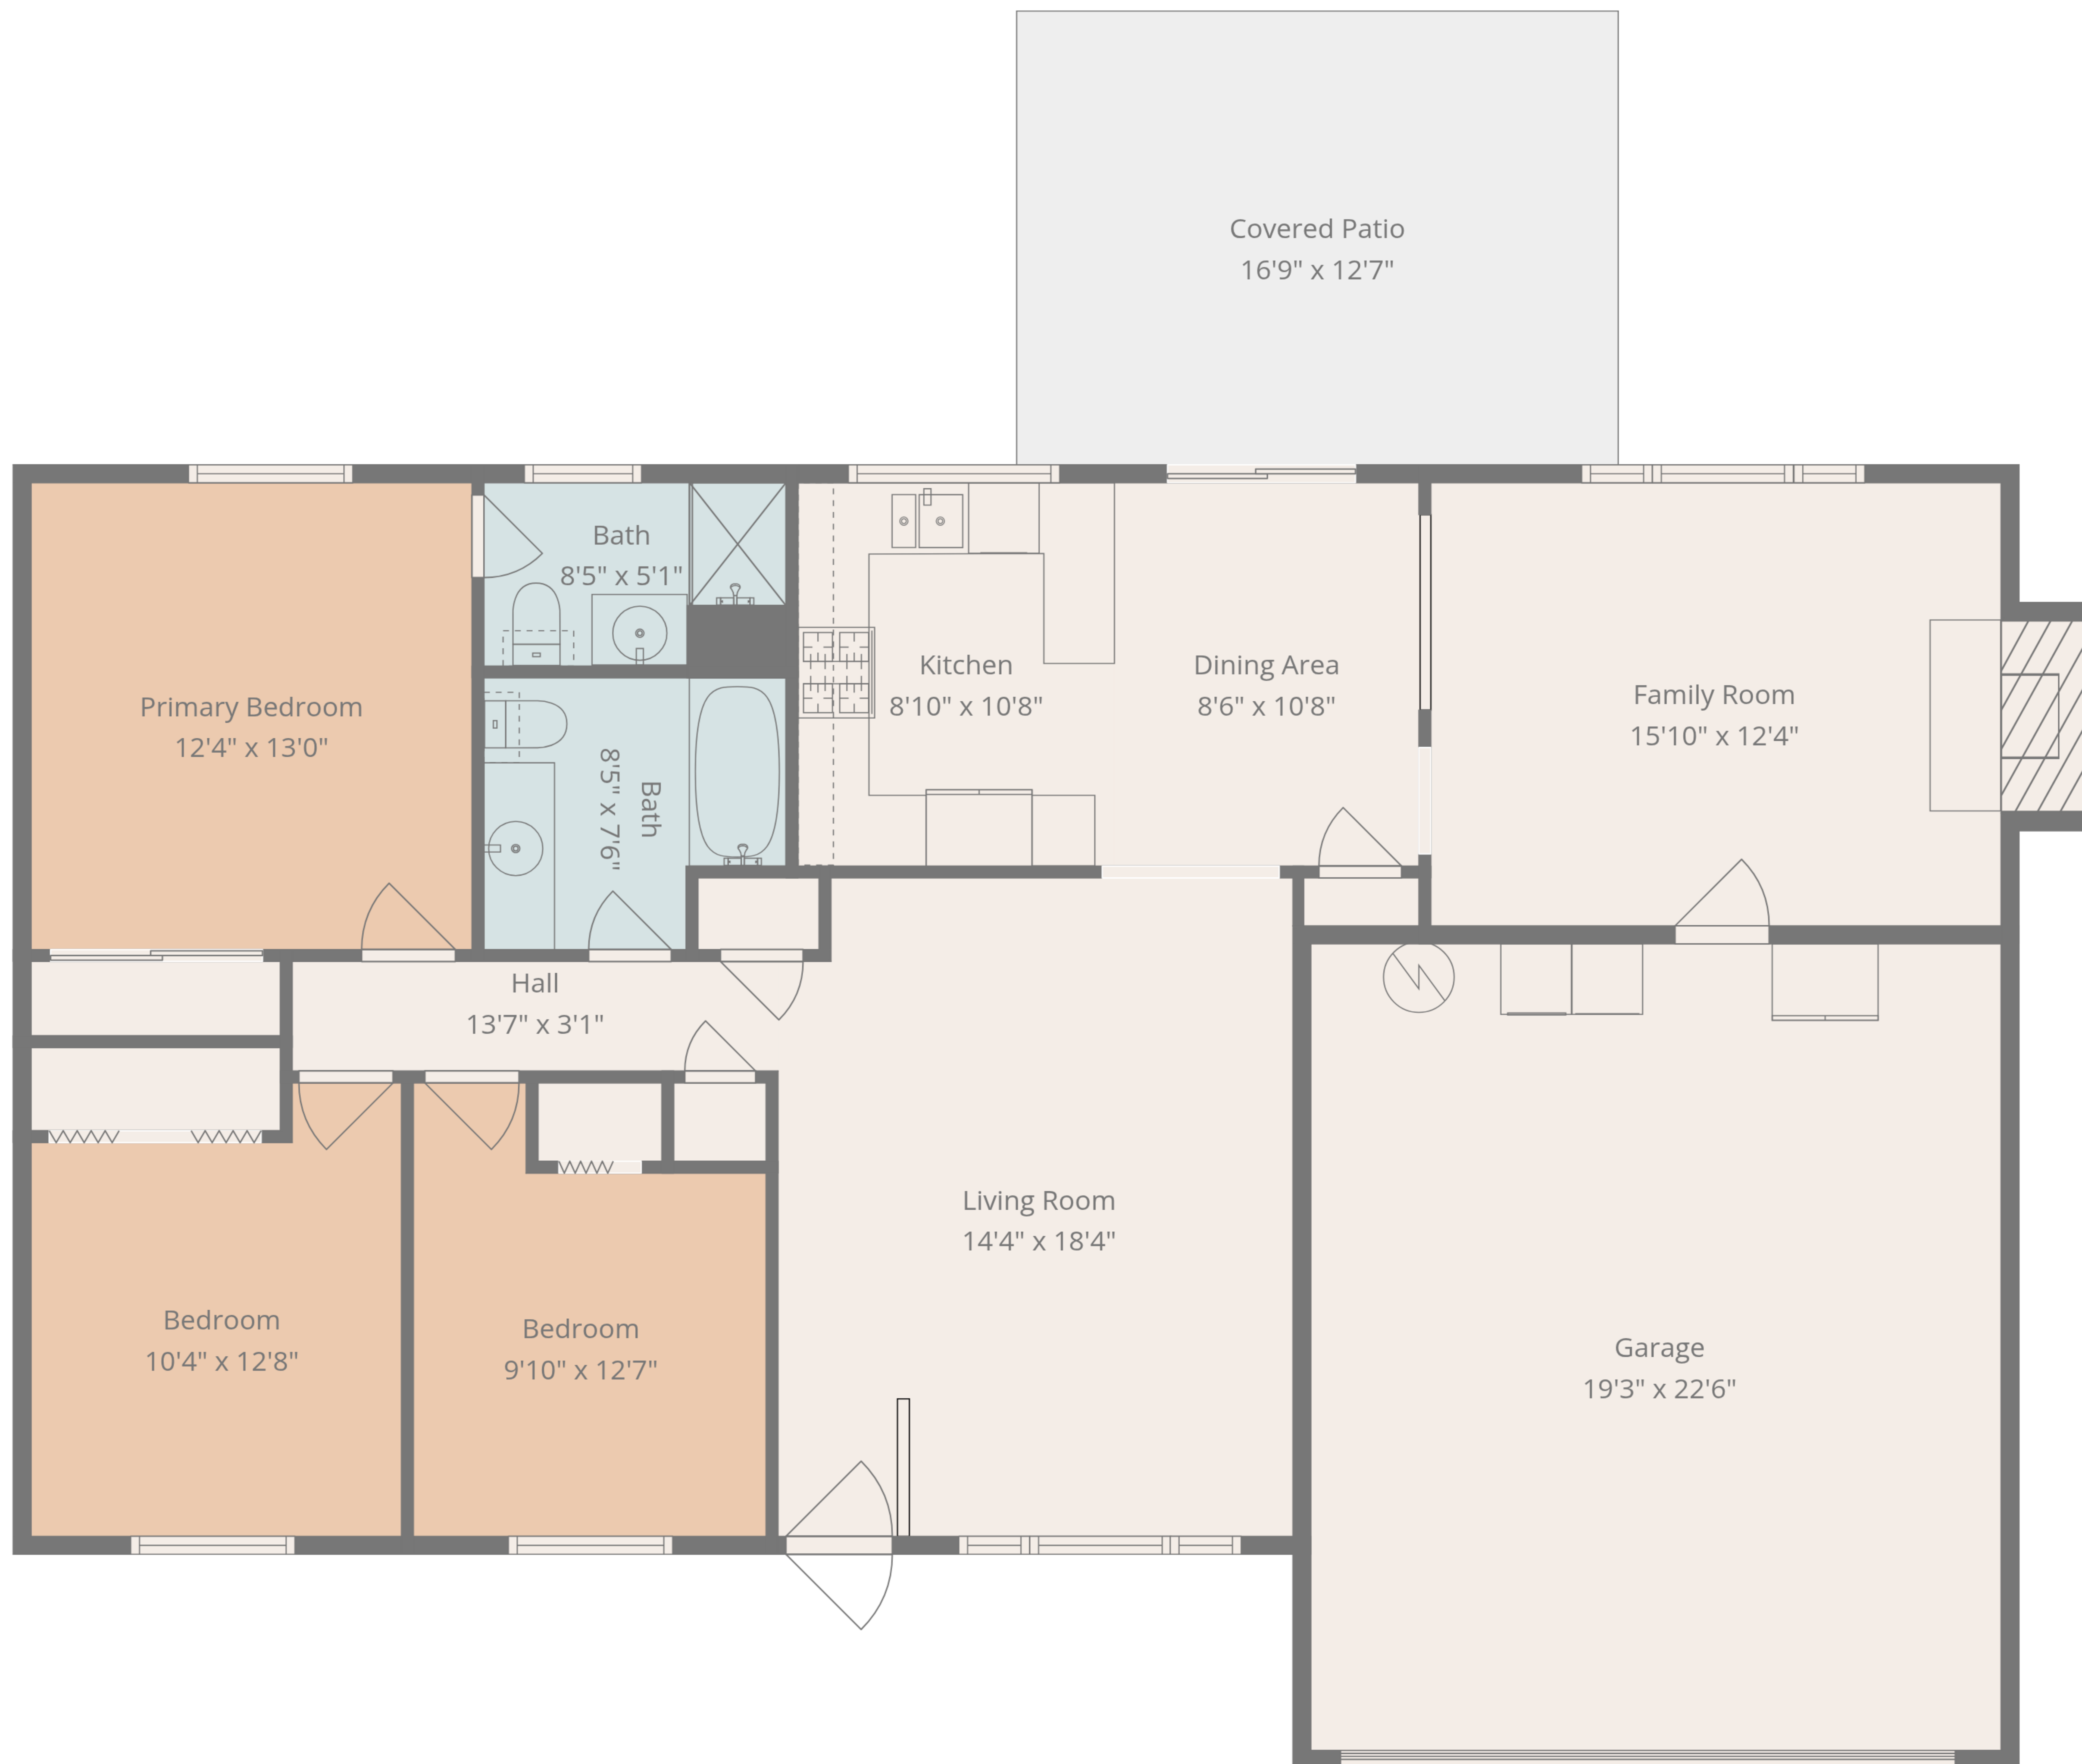 Covered Patio
16'9" x 12'7"
Bath
8'5" x 5'1"
Primary Bedroom
12'4" x 13'0"
Kitchen
8'10" x 10'8"
Dining Area
8'6" x 10'8"
Family Room
15'10" x 12'4"
Bath
8'5" x 7'6"
Hall
13'7" x 3'1"
Living Room
14'4" x 18'4"
Bedroom
10'4" x 12'8"
Bedroom
9'10" x 12'7"
Garage
19'3" x 22'6"